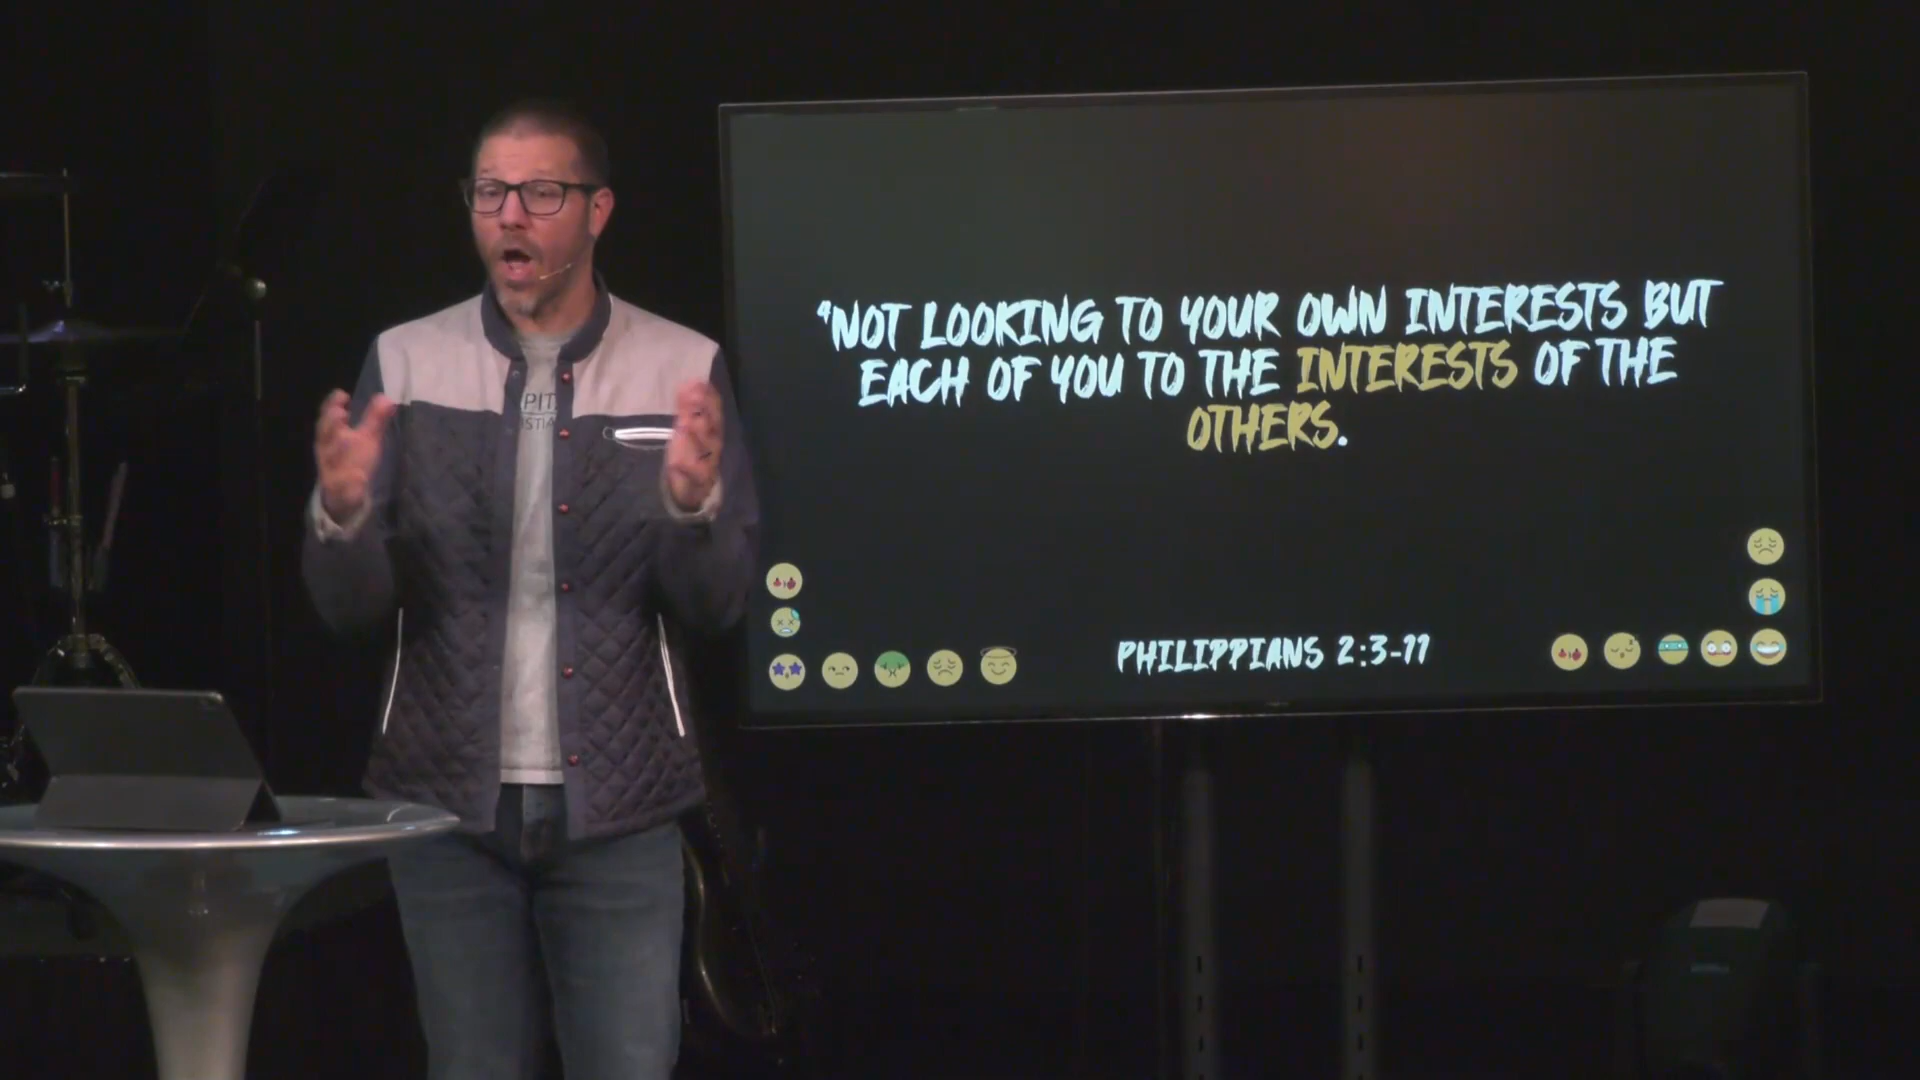 ⁴NOT LOOKING TO YOUR OWN INTERESTS BUT
EACH OF YOU TO THE INTERESTS OF THE
OTHERS.
PHILIPPIANS 2:3-11